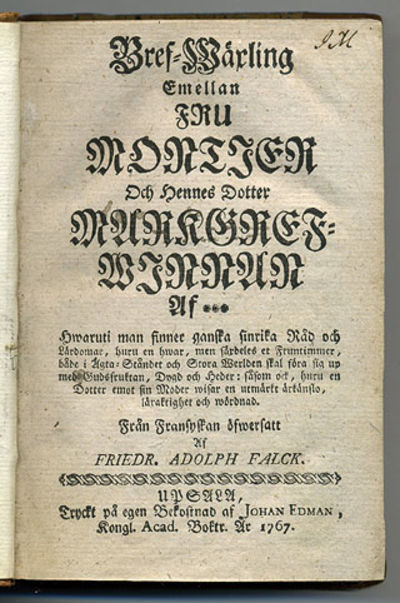 Bref-Wäxling
Emellan
FRU
MONTIER
Och Hennes Dotter
MARKGREF-
WINNAN
Af ***
Hwaruti man finner ganska sinrika Råd och
Lärdomar, huru en hwar, men särdeles et Fruntimmer,
både i Ägta-Ståndet och Stora Werlden skal föra sig up
med Gudsfruktan, Dygd och Heder: såsom ock, huru en
Dotter emot sin Moder wisar en utmärkt ärkänslo,
läraktighet och wördnad.
Från Fransyskan öfwersatt
Af
FRIEDR. ADOLPH FALCK.
UPSALA,
Tryckt på egen Bekostnad af JOHAN EDMAN,
Kongl. Acad. Boktr. År 1767.